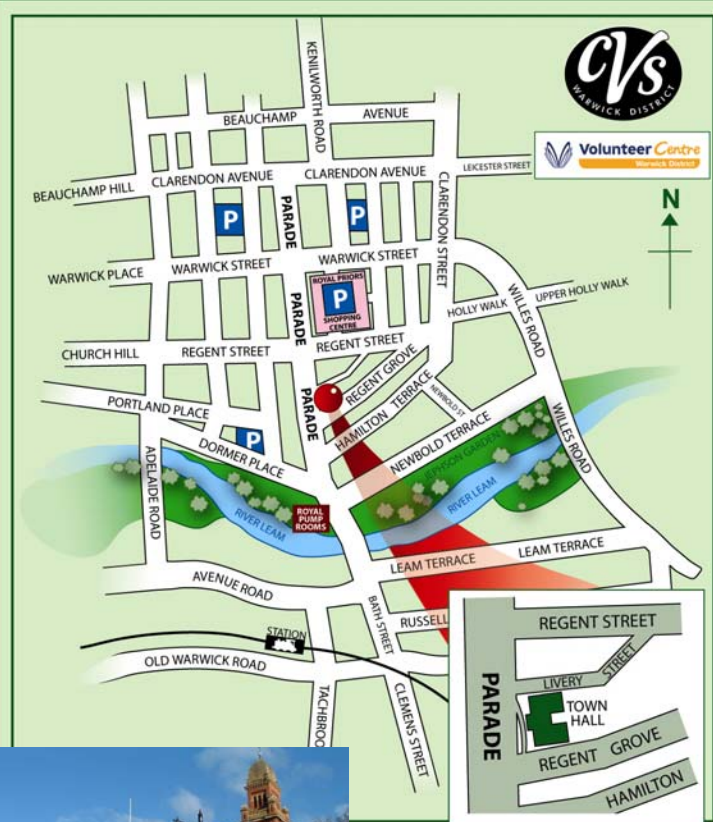 KENILWORTH ROAD
cvs
WARWICK DISTRICT
Volunteer Centre
Warwick District
BEAUCHAMP AVENUE
LEICESTER STREET
BEAUCHAMP HILL
CLARENDON AVENUE
CLARENDON AVENUE
CLARENDON STREET
N
P
P
PARADE
WARWICK PLACE
WARWICK STREET
WARWICK STREET
ROYAL PRIORS
P
SHOPPING
CENTRE
PARADE
HOLLY WALK
UPPER HOLLY WALK
WILLES ROAD
CHURCH HILL
REGENT STREET
REGENT STREET
PORTLAND PLACE
PARADE
REGENT GROVE
HAMILTON TERRACE
NEWBOLD ST
P
DORMER PLACE
NEWBOLD TERRACE
WILLES ROAD
ADELAIDE ROAD
JEPHSON GARDENS
RIVER LEAM
ROYAL
PUMP
ROOMS
RIVER LEAM
LEAM TERRACE
LEAM TERRACE
AVENUE ROAD
BATH STREET
RUSSELL
STATION
OLD WARWICK ROAD
TACHBROO
CLEMENS STREET
REGENT STREET
LIVERY STREET
PARADE
TOWN
HALL
REGENT GROVE
HAMILTON